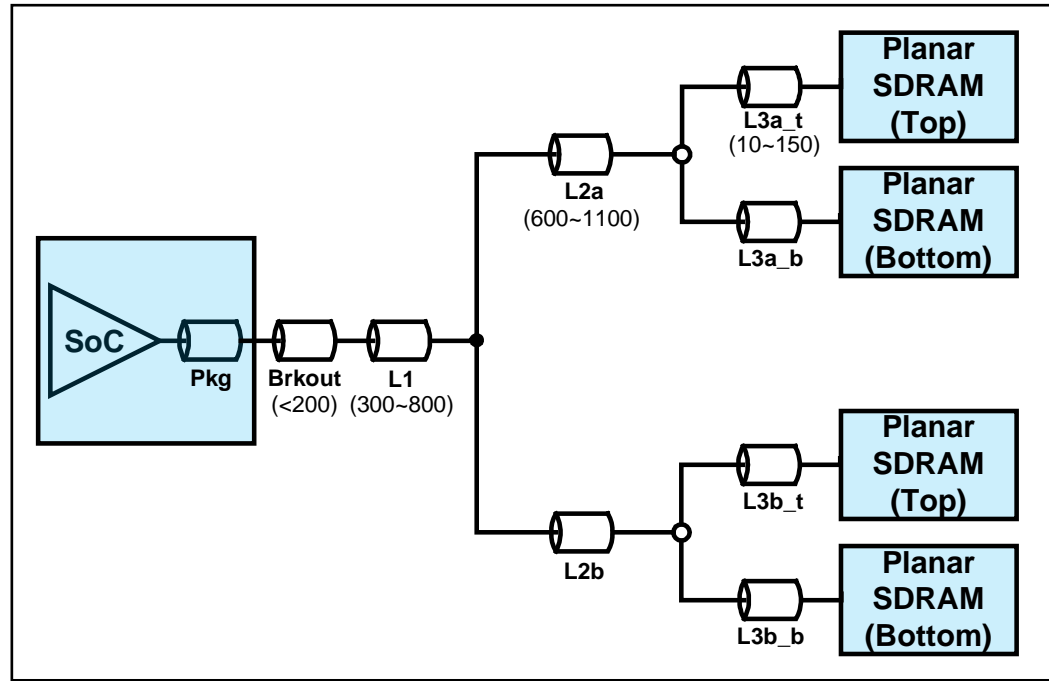 Planar
SDRAM
(Top)
L3a_t
(10~150)
L2a
(600~1100)
Planar
SDRAM
(Bottom)
L3a_b
SoC
Pkg
Brkout
(<200)
L1
(300~800)
Planar
SDRAM
(Top)
L3b_t
L2b
Planar
SDRAM
(Bottom)
L3b_b